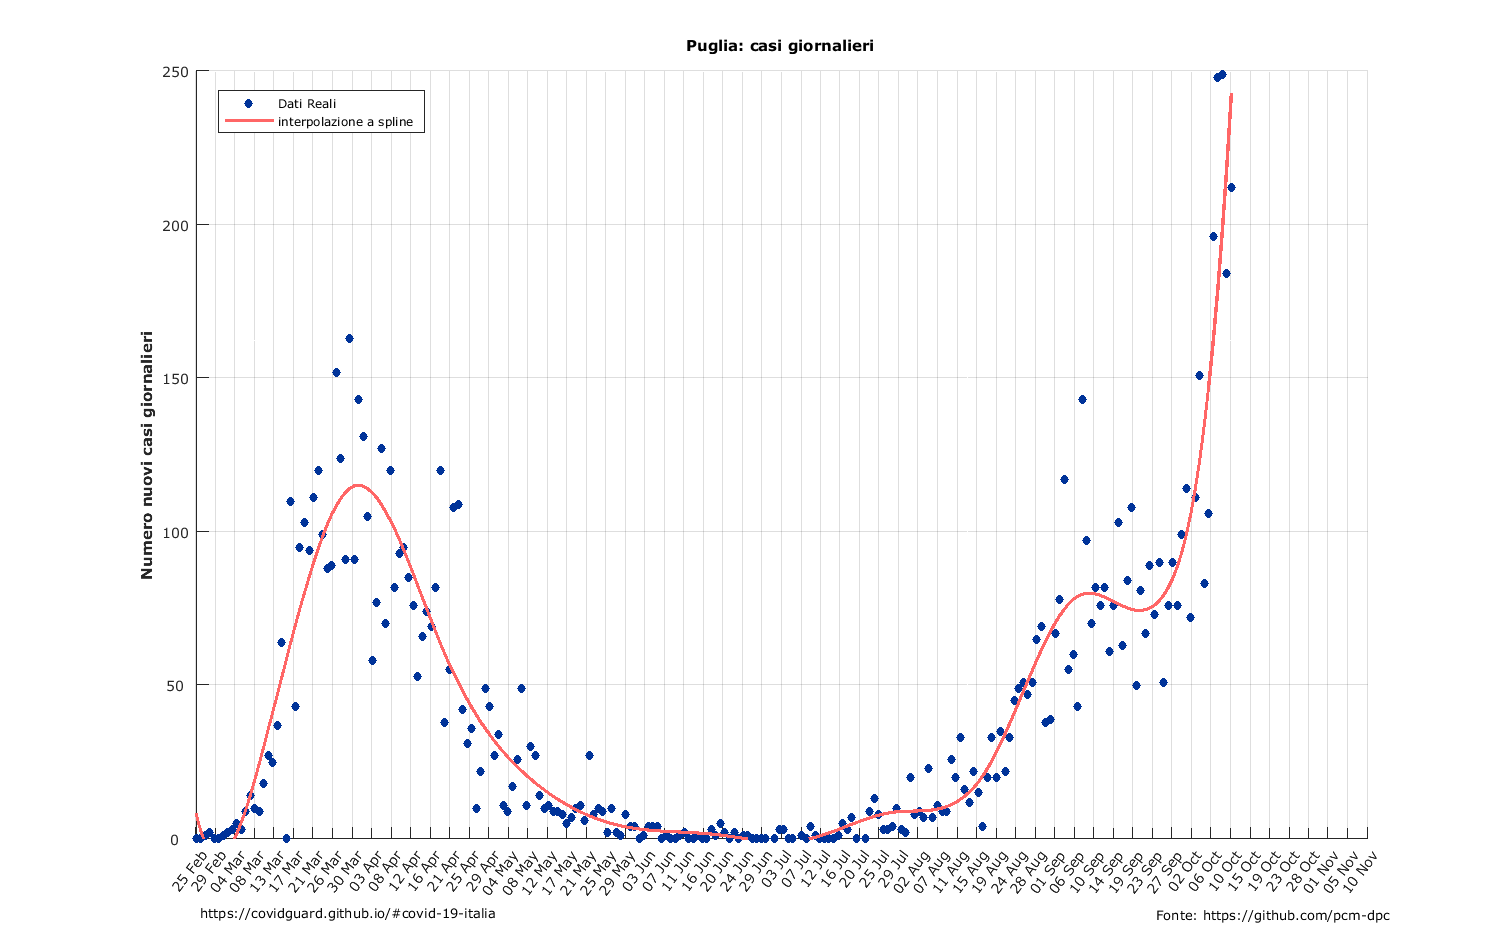 Puglia: casi giornalieri
Dati Reali
interpolazione a spline
Numero nuovi casi giornalieri
250
200
150
100
50
0
25 Feb
29 Feb
04 Mar
08 Mar
13 Mar
17 Mar
21 Mar
26 Mar
30 Mar
03 Apr
08 Apr
12 Apr
16 Apr
21 Apr
25 Apr
29 Apr
04 May
08 May
12 May
17 May
21 May
25 May
29 May
03 Jun
07 Jun
11 Jun
16 Jun
20 Jun
24 Jun
29 Jun
03 Jul
07 Jul
12 Jul
16 Jul
20 Jul
25 Jul
29 Jul
02 Aug
07 Aug
11 Aug
15 Aug
19 Aug
24 Aug
28 Aug
01 Sep
06 Sep
10 Sep
14 Sep
19 Sep
23 Sep
27 Sep
02 Oct
06 Oct
10 Oct
15 Oct
19 Oct
23 Oct
28 Oct
01 Nov
05 Nov
10 Nov
https://covidguard.github.io/#covid-19-italia
Fonte: https://github.com/pcm-dpc